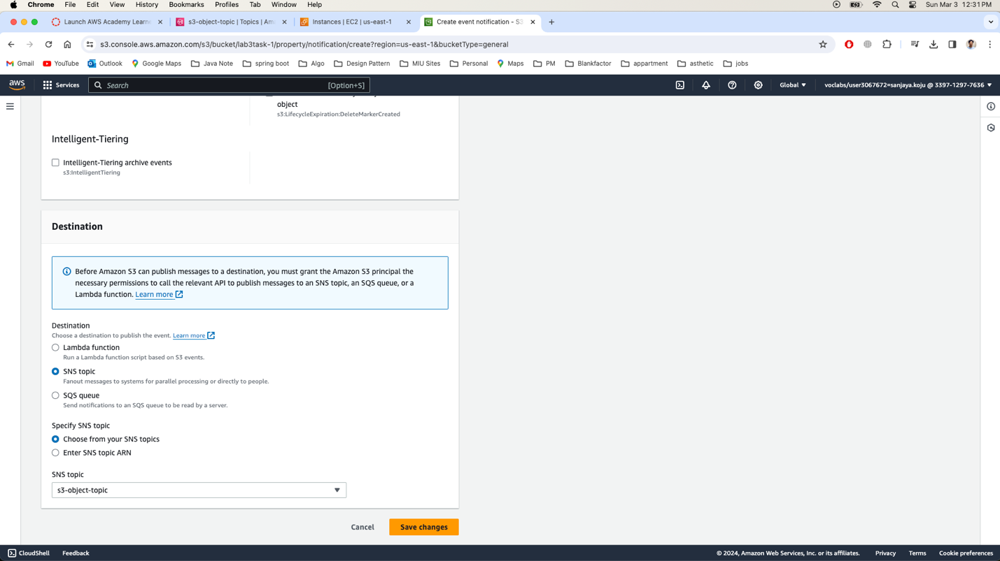 Chrome File Edit View History Bookmarks Profiles Tab Window Help Sun Mar 3 12:31 PM
Launch AWS Academy Learne s3-object-topic | Topics | Ama Instances | EC2 | us-east-1 Create event notification - S3
s3.console.aws.amazon.com/s3/bucket/lab3task-1/property/notification/create?region=us-east-1&bucketType=general
Gmail YouTube Outlook Google Maps Java Note spring boot Algo Design Pattern MIU Sites Personal Maps PM Blankfactor appartment asthetic jobs
aws Services Search [Option+S] Global voclabs/user3067672=sanjaya.koju @ 3397-1297-7636
object
s3:LifecycleExpiration:DeleteMarkerCreated
Intelligent-Tiering
Intelligent-Tiering archive events
s3:IntelligentTiering
Destination
Before Amazon S3 can publish messages to a destination, you must grant the Amazon S3 principal the
necessary permissions to call the relevant API to publish messages to an SNS topic, an SQS queue, or a
Lambda function. Learn more
Destination
Choose a destination to publish the event. Learn more
Lambda function
Run a Lambda function script based on S3 events.
SNS topic
Fanout messages to systems for parallel processing or directly to people.
SQS queue
Send notifications to an SQS queue to be read by a server.
Specify SNS topic
Choose from your SNS topics
Enter SNS topic ARN
SNS topic
s3-object-topic
Cancel Save changes
CloudShell Feedback © 2024, Amazon Web Services, Inc. or its affiliates. Privacy Terms Cookie preferences